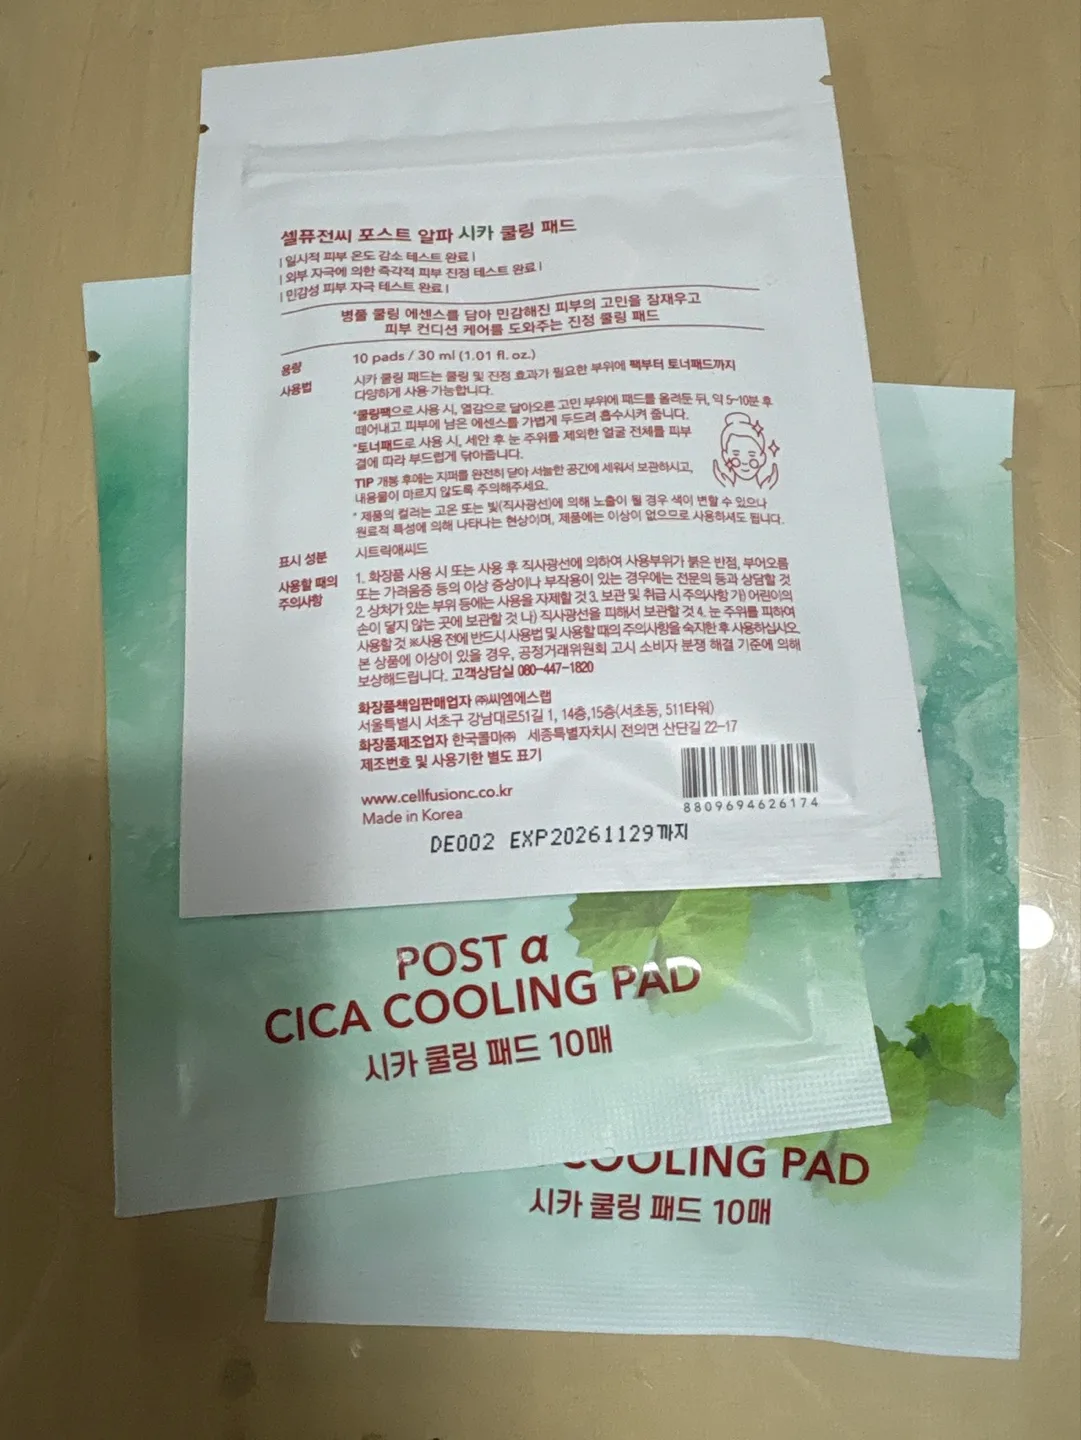 셀퓨전씨 포스트 알파 시카 쿨링 패드
| 일시적 피부 온도 감소 테스트 완료 |
| 외부 자극에 의한 즉각적 피부 진정 테스트 완료 |
| 민감성 피부 자극 테스트 완료 |
병풀 쿨링 에센스를 담아 민감해진 피부의 고민을 잠재우고
피부 컨디션 케어를 도와주는 진정 쿨링 패드
용량 10 pads / 30 ml (1.01 fl. oz.)
사용법 시카 쿨링 패드는 쿨링 및 진정 효과가 필요한 부위에 팩부터 토너패드까지
다양하게 사용 가능합니다.
*쿨링팩으로 사용 시, 열감으로 달아오른 고민 부위에 패드를 올려둔 뒤, 약 5-10분 후
떼어내고 피부에 남은 에센스를 가볍게 두드려 흡수시켜 줍니다.
*토너패드로 사용 시, 세안 후 눈 주위를 제외한 얼굴 전체를 피부
결에 따라 부드럽게 닦아줍니다.
TIP 개봉 후에는 지퍼를 완전히 닫아 서늘한 공간에 세워서 보관하시고,
내용물이 마르지 않도록 주의해주세요.
* 제품의 컬러는 고온 또는 빛(직사광선)에 의해 노출이 될 경우 색이 변할 수 있으나
원료적 특성에 의해 나타나는 현상이며, 제품에는 이상이 없으므로 사용하셔도 됩니다.
표시 성분 시트릭애씨드
사용할 때의 주의사항 1. 화장품 사용 시 또는 사용 후 직사광선에 의하여 사용부위가 붉은 반점, 부어오름
또는 가려움증 등의 이상 증상이나 부작용이 있는 경우에는 전문의 등과 상담할 것
2. 상처가 있는 부위 등에는 사용을 자제할 것 3. 보관 및 취급 시 주의사항 가) 어린이의
손이 닿지 않는 곳에 보관할 것 나) 직사광선을 피해서 보관할 것 4. 눈 주위를 피하여
사용할 것 ※사용 전에 반드시 사용법 및 사용할 때의 주의사항을 숙지한 후 사용하십시오.
본 상품에 이상이 있을 경우, 공정거래위원회 고시 소비자 분쟁 해결 기준에 의해
보상해드립니다. 고객상담실 080-447-1820
화장품책임판매업자 ㈜씨엠에스랩
서울특별시 서초구 강남대로51길 1, 14층,15층(서초동, 511타워)
화장품제조업자 한국콜마㈜ 세종특별자치시 전의면 산단길 22-17
제조번호 및 사용기한 별도 표기
www.cellfusionc.co.kr
Made in Korea
8809694626174
DE002 EXP20261129까지
POST α
CICA COOLING PAD
시카 쿨링 패드 10매
COOLING PAD
시카 쿨링 패드 10매